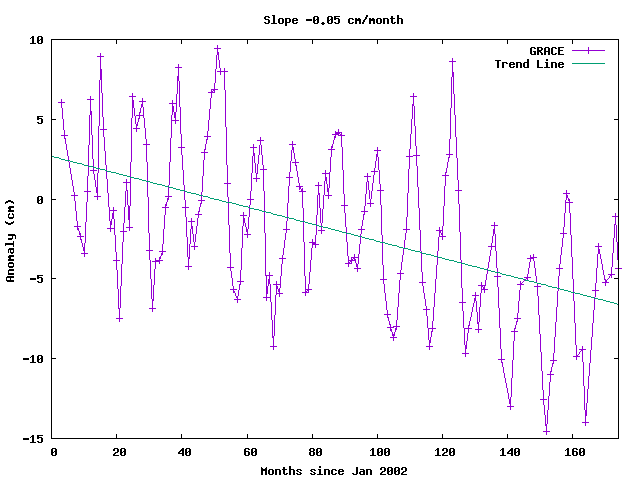 Slope -0.05 cm/month
GRACE
Trend Line
10
5
0
-5
-10
-15
Anomaly (cm)
0 20 40 60 80 100 120 140 160
Months since Jan 2002